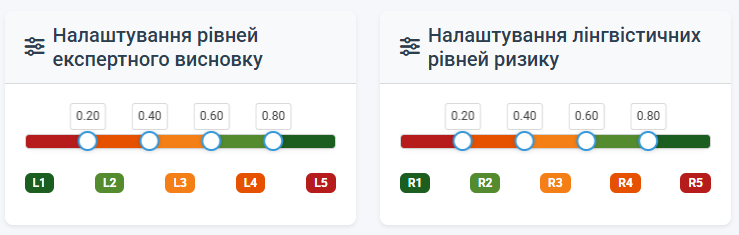 Налаштування рівней
експертного висновку
0.20 0.40 0.60 0.80
L1 L2 L3 L4 L5
Налаштування лінгвістичних
рівней ризику
0.20 0.40 0.60 0.80
R1 R2 R3 R4 R5